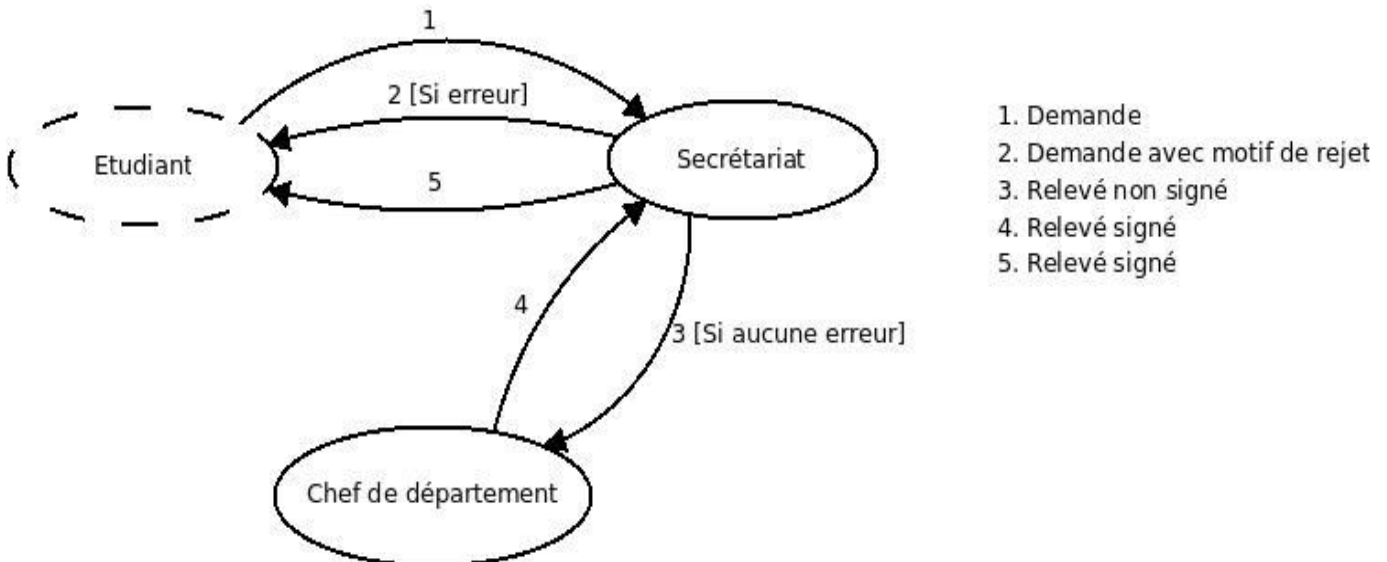 1
2 [Si erreur]
Etudiant
Secrétariat
5
4
3 [Si aucune erreur]
Chef de département
1. Demande
2. Demande avec motif de rejet
3. Relevé non signé
4. Relevé signé
5. Relevé signé